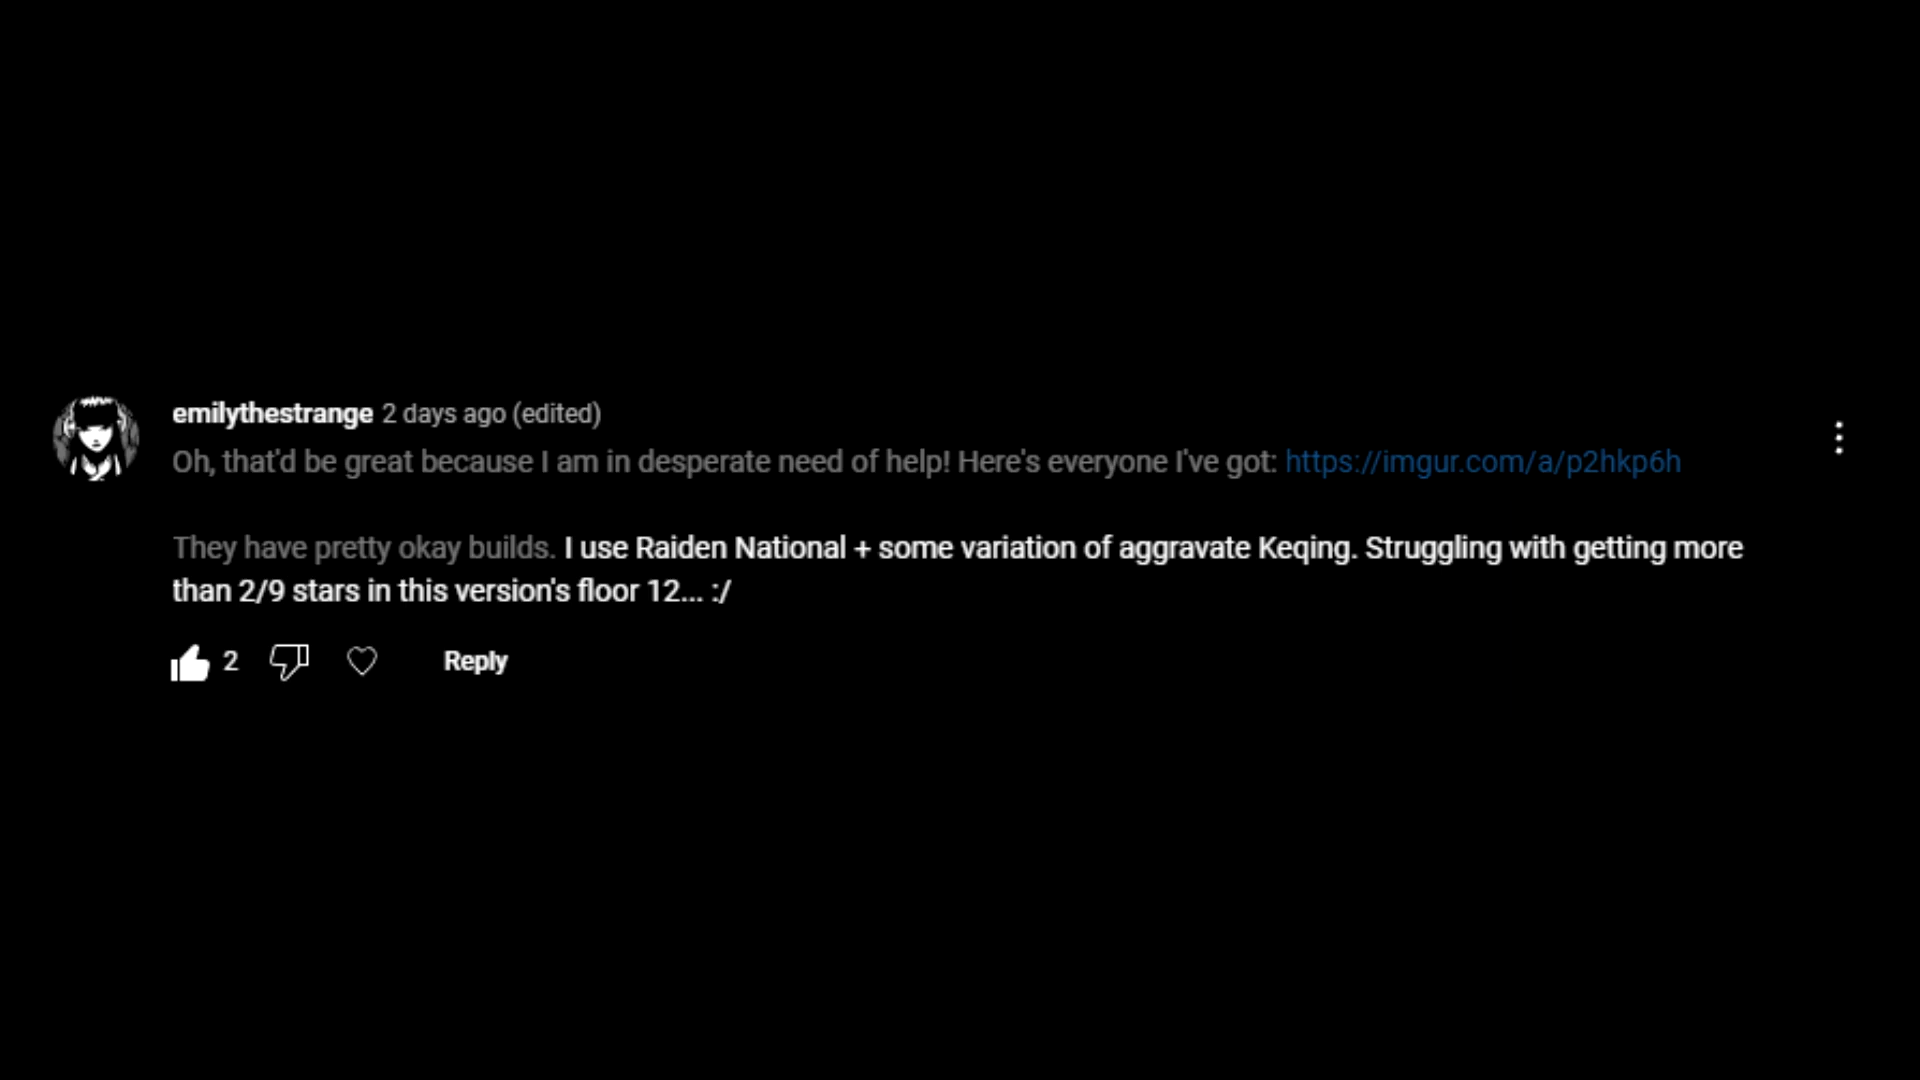 emilythestrange 2 days ago (edited)
Oh, that'd be great because I am in desperate need of help! Here's everyone I've got: https://imgur.com/a/p2hkp6h
They have pretty okay builds. I use Raiden National + some variation of aggravate Keqing. Struggling with getting more
than 2/9 stars in this version's floor 12... :/
2 Reply